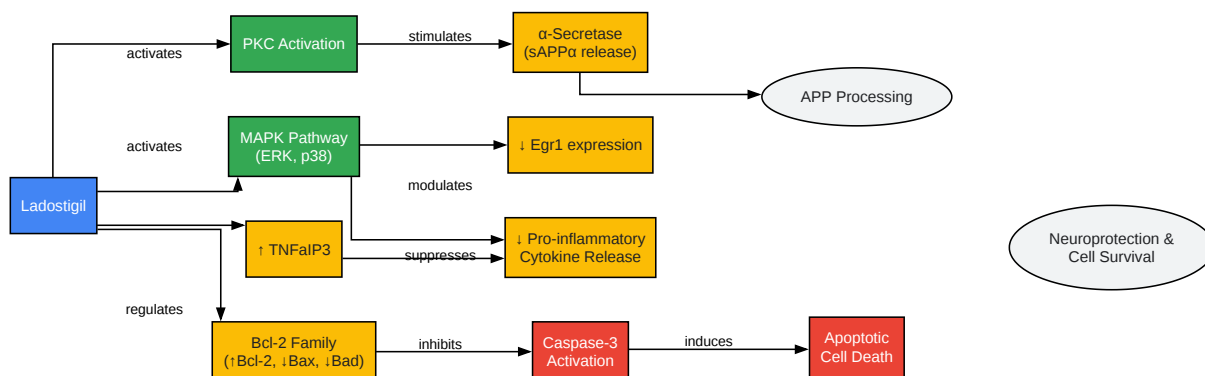 PKC Activation
stimulates
α-Secretase
(sAPPα release)
activates
APP Processing
MAPK Pathway
(ERK, p38)
activates
↓ Egr1 expression
modulates
Ladostigil
↑ TNFaIP3
suppresses
↓ Pro-inflammatory
Cytokine Release
Neuroprotection &
Cell Survival
regulates
Bcl-2 Family
(↑Bcl-2, ↓Bax, ↓Bad)
inhibits
Caspase-3
Activation
induces
Apoptotic
Cell Death